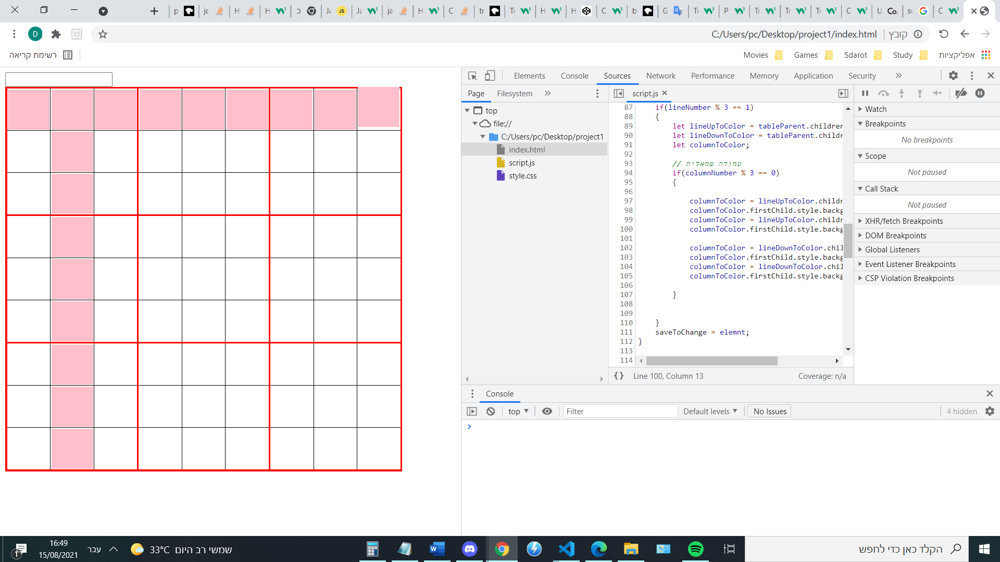 C:/Users/pc/Desktop/project1/index.html | קובץ
רשימת קריאה
Movies
Games
Sdarot
Study
אפליקציות
Elements Console Sources Network Performance Memory Application Security »
Page Filesystem »
script.js ×
top
file://
C:/Users/pc/Desktop/project1
index.html
script.js
style.css
87 if(lineNumber % 3 == 1)
88 {
89 let lineUpToColor = tableParent.children
90 let lineDownToColor = tableParent.childr
91 let columnToColor;
92
93 // עמודה שמאלית
94 if(columnNumber % 3 == 0)
95 {
96
97 columnToColor = lineUpToColor.childr
98 columnToColor.firstChild.style.backg
99 columnToColor = lineUpToColor.childr
100 columnToColor.firstChild.style.backg
101
102 columnToColor = lineDownToColor.chil
103 columnToColor.firstChild.style.backg
104 columnToColor = lineDownToColor.chil
105 columnToColor.firstChild.style.backg
106
107 }
108
109
110 }
111 saveToChange = elemnt;
112 }
113
114
{} Line 100, Column 13
Coverage: n/a
Watch
Breakpoints
No breakpoints
Scope
Not paused
Call Stack
Not paused
XHR/fetch Breakpoints
DOM Breakpoints
Global Listeners
Event Listener Breakpoints
CSP Violation Breakpoints
Console
top
Filter
Default levels
No Issues
4 hidden
16:49
15/08/2021
עבר
33°C שמשי רב היום
הקלד כאן כדי לחפש